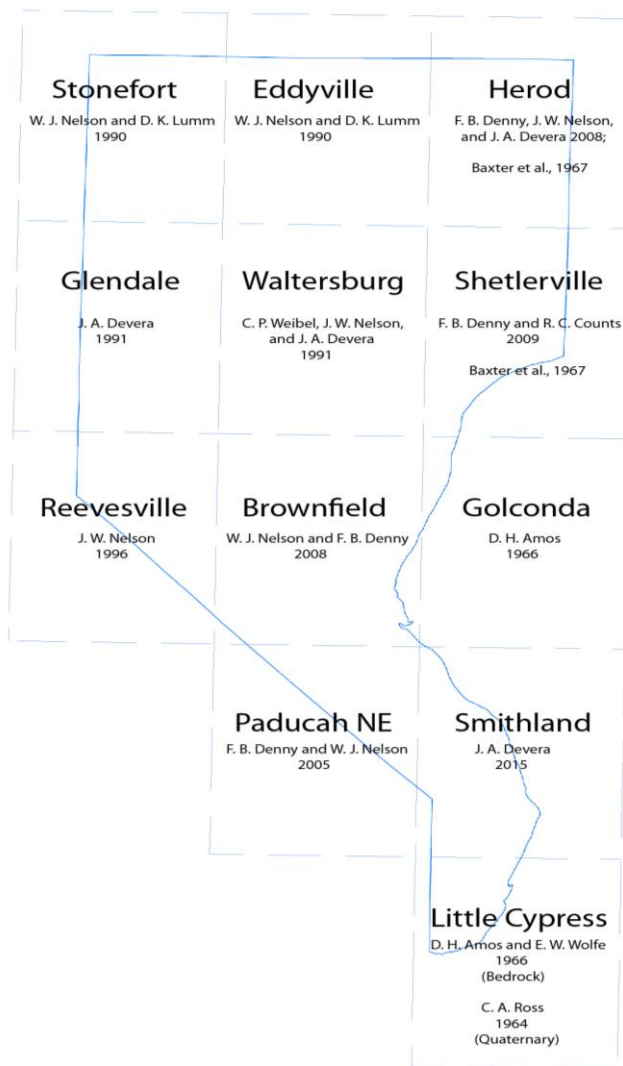 Stonefort
W. J. Nelson and D. K. Lumm
1990
Eddyville
W. J. Nelson and D. K. Lumm
1990
Herod
F. B. Denny, J. W. Nelson,
and J. A. Devera 2008;
Baxter et al., 1967
Glendale
J. A. Devera
1991
Waltersburg
C. P. Weibel, J. W. Nelson,
and J. A. Devera
1991
Shetlerville
F. B. Denny and R. C. Counts
2009
Baxter et al., 1967
Reevesville
J. W. Nelson
1996
Brownfield
W. J. Nelson and F. B. Denny
2008
Golconda
D. H. Amos
1966
Paducah NE
F. B. Denny and W. J. Nelson
2005
Smithland
J. A. Devera
2015
Little Cypress
D. H. Amos and E. W. Wolfe
1966
(Bedrock)
C. A. Ross
1964
(Quaternary)